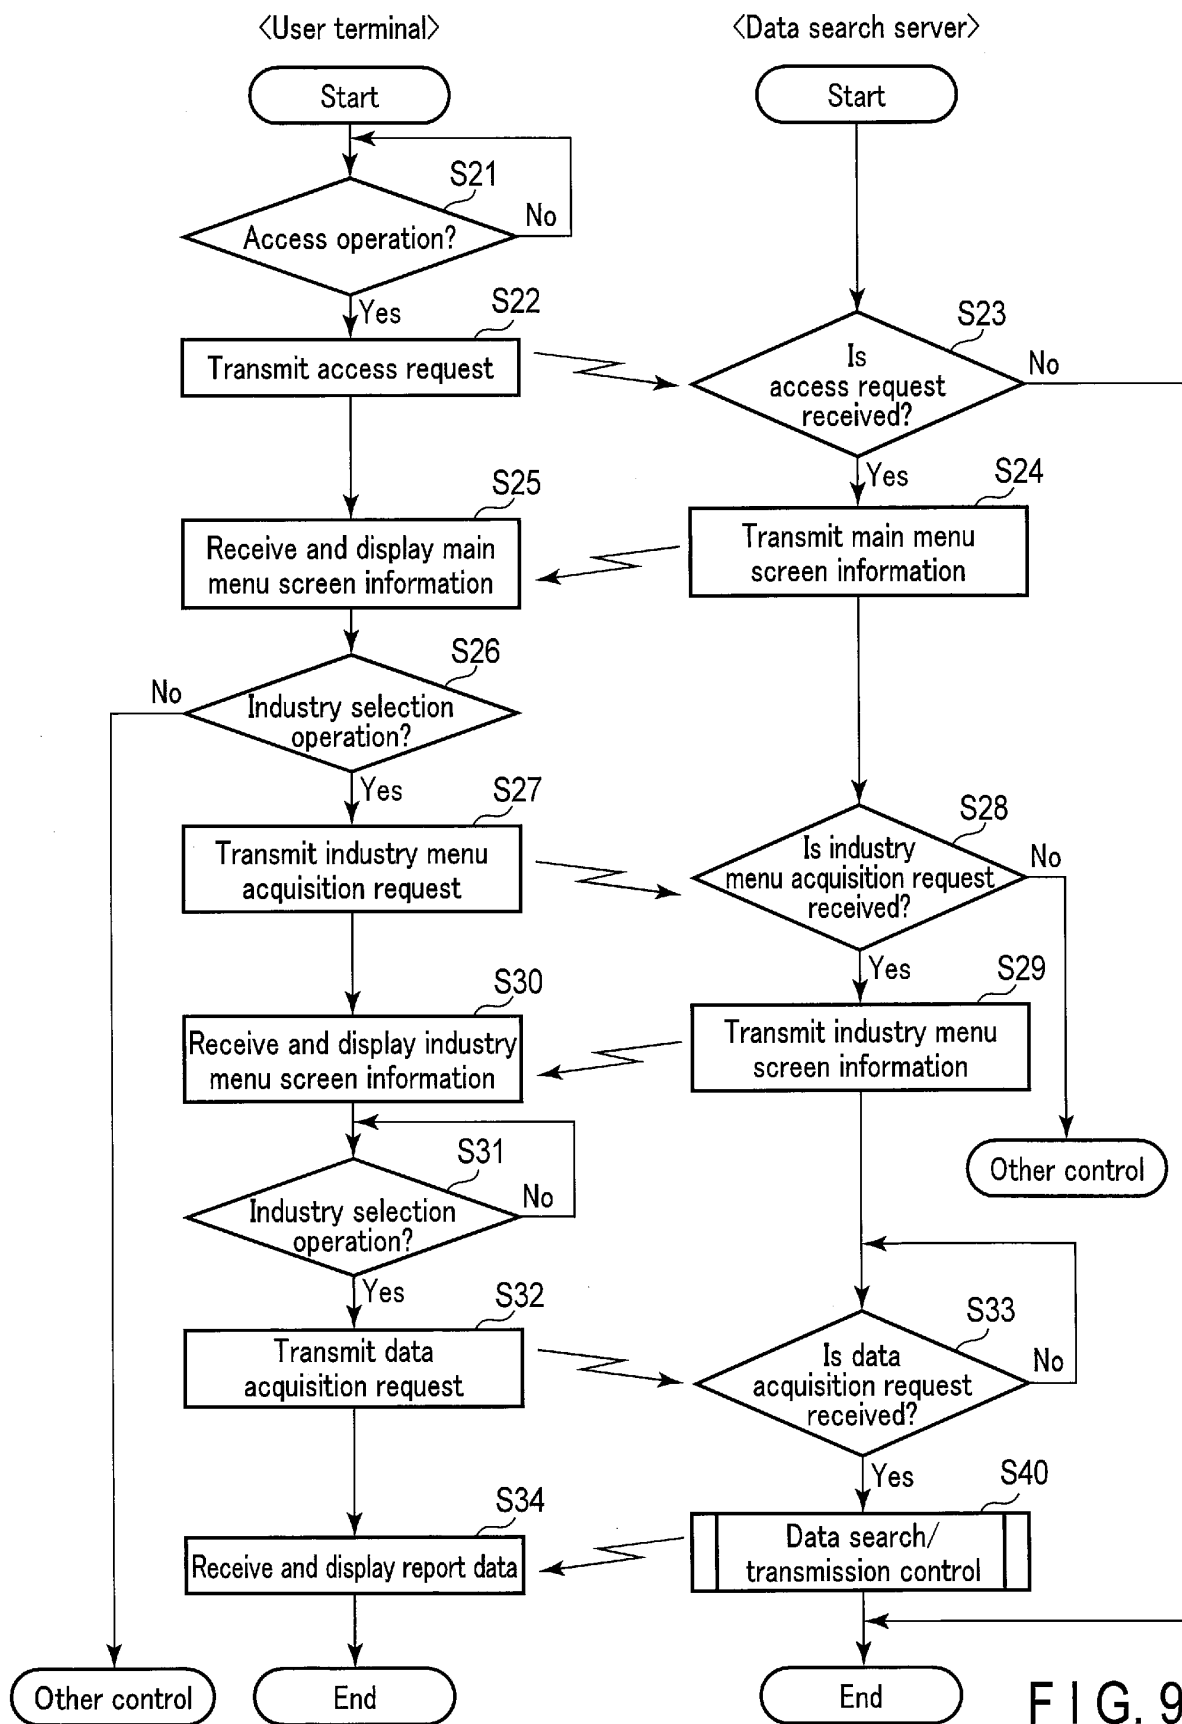 〈User terminal〉
〈Data search server〉
Start
Start
S21
No
Access operation?
Yes
S22
Transmit access request
S23
No
Is
access request
received?
Yes
S24
Transmit main menu
screen information
S25
Receive and display main
menu screen information
S26
No
Industry selection
operation?
Yes
S27
Transmit industry menu
acquisition request
S28
No
Is industry
menu acquisition request
received?
Yes
S29
Transmit industry menu
screen information
S30
Receive and display industry
menu screen information
Other control
S31
No
Industry selection
operation?
Yes
S32
Transmit data
acquisition request
S33
No
Is data
acquisition request
received?
Yes
S40
Data search/
transmission control
S34
Receive and display report data
Other control
End
End
FIG. 9